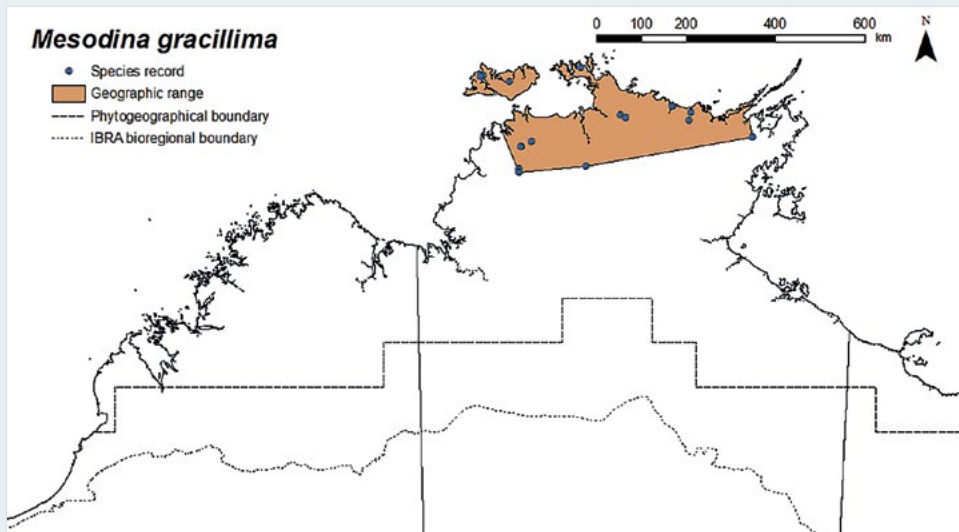 Mesodina gracillima
Species record
Geographic range
Phytogeographical boundary
IBRA bioregional boundary
0 100 200 400 600
km
N